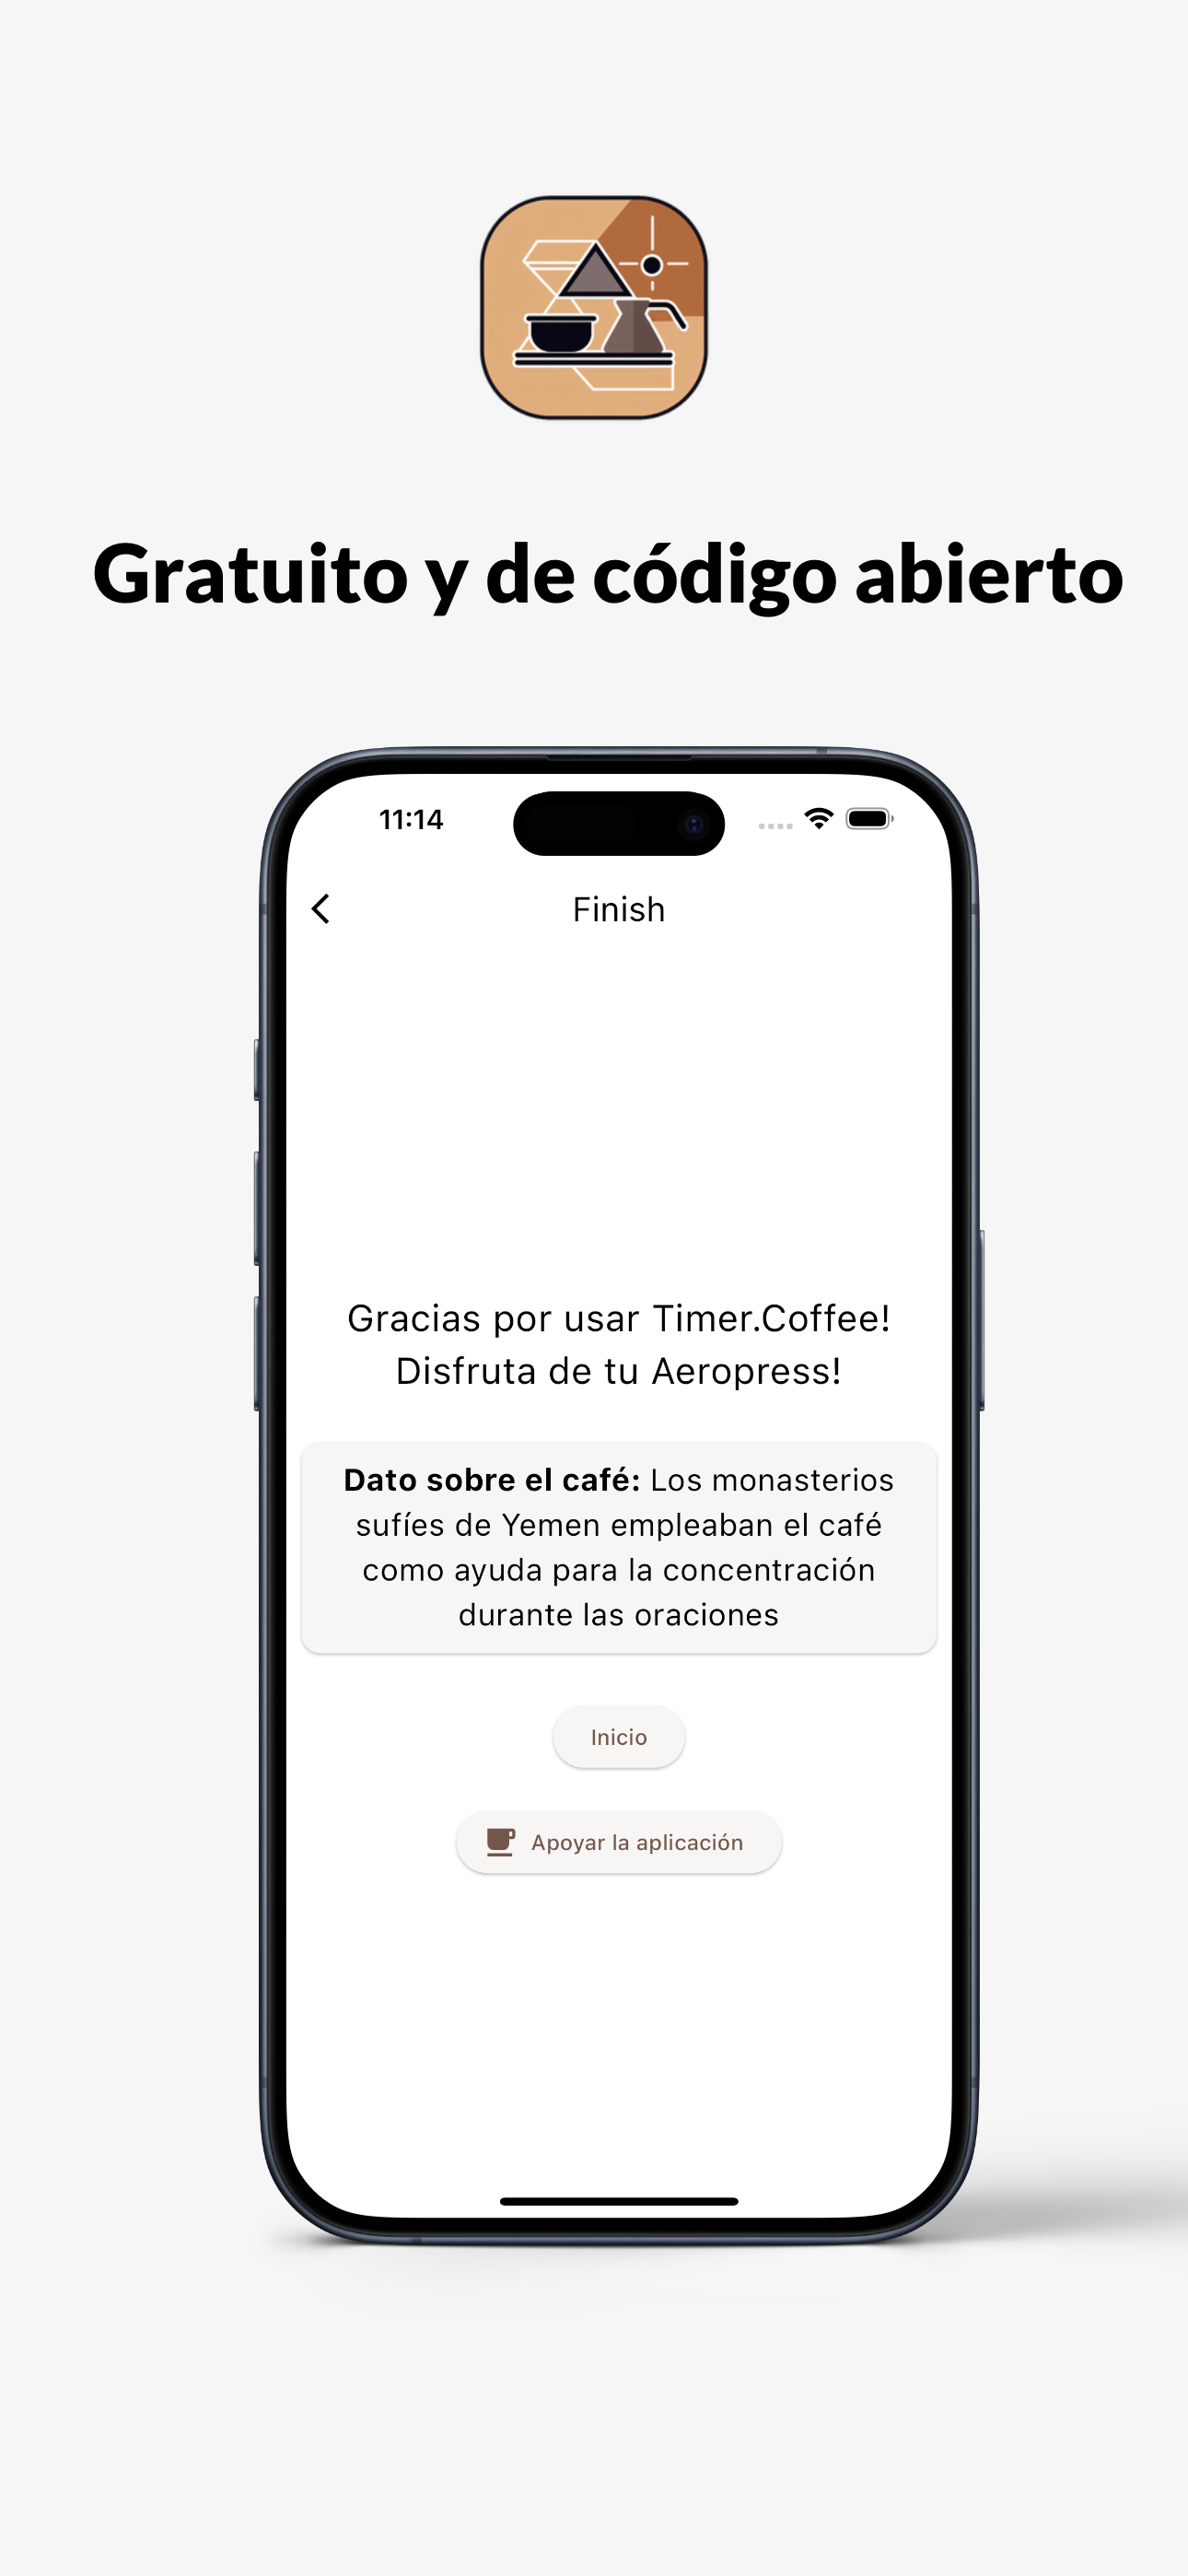 Gratuito y de código abierto
11:14
Finish
Gracias por usar Timer.Coffee!
Disfruta de tu Aeropress!
Dato sobre el café: Los monasterios
sufíes de Yemen empleaban el café
como ayuda para la concentración
durante las oraciones
Inicio
Apoyar la aplicación